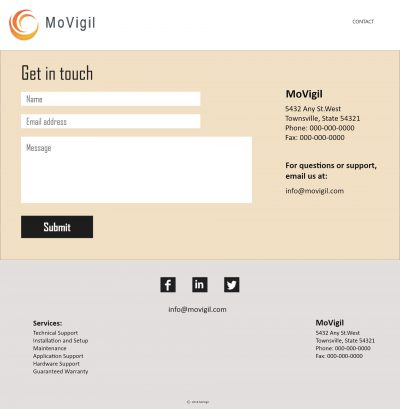 MoVigil
CONTACT
Get in touch
Name
Email address
Message
Submit
MoVigil
5432 Any St.West
Townsville, State 54321
Phone: 000-000-0000
Fax: 000-000-0000
For questions or support,
email us at:
info@movigil.com
info@movigil.com
Services:
Technical Support
Installation and Setup
Maintenance
Application Support
Hardware Support
Guaranteed Warranty
MoVigil
5432 Any St.West
Townsville, State 54321
Phone: 000-000-0000
Fax: 000-000-0000
©